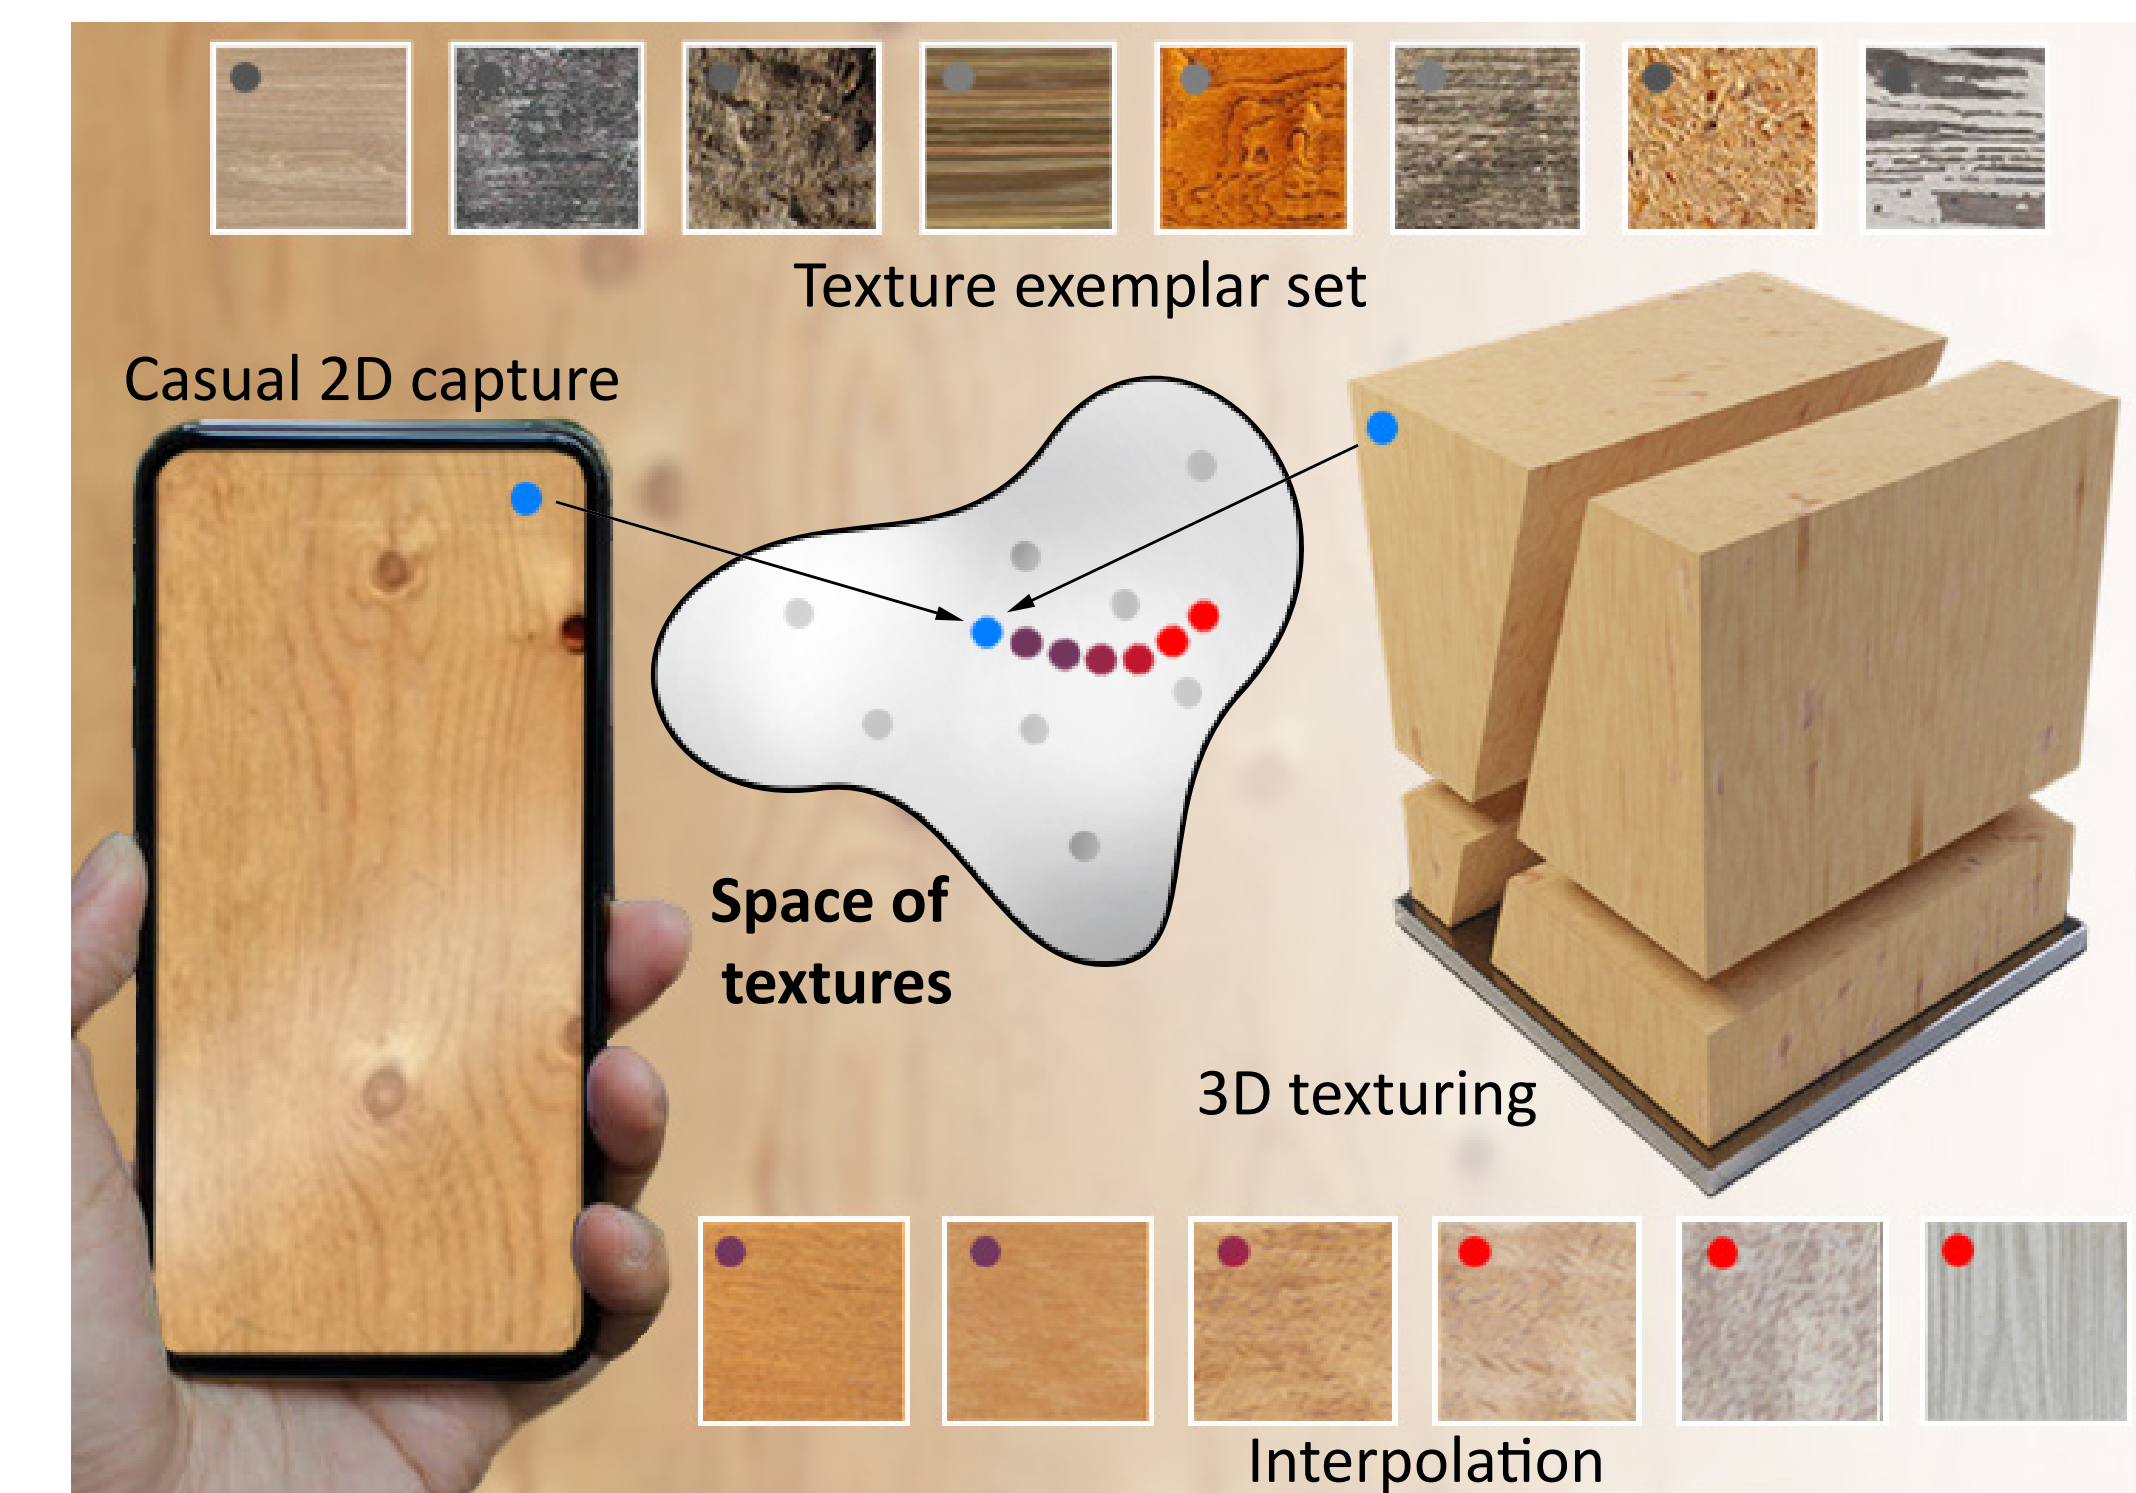 Texture exemplar set
Casual 2D capture
Space of
textures
3D texturing
Interpolation